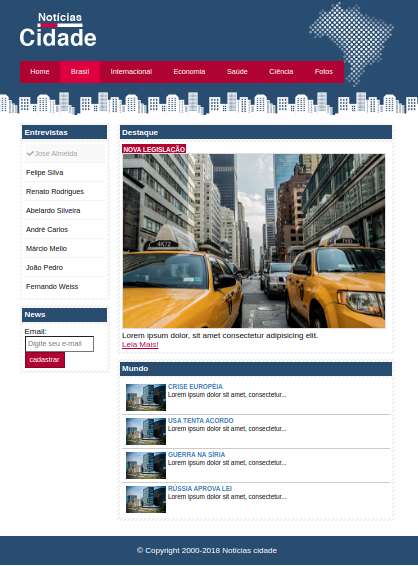 Notícias
Cidade
Home Brasil Internacional Economia Saúde Ciência Fotos
Entrevistas
José Almeida
Felipe Silva
Renato Rodrigues
Abelardo Silveira
André Carlos
Márcio Mello
João Pedro
Fernando Weiss
News
Email:
Digite seu e-mail
cadastrar
Destaque
NOVA LEGISLAÇÃO
4K72
Lorem ipsum dolor, sit amet consectetur adipisicing elit.
Leia Mais!
Mundo
CRISE EUROPÉIA
Lorem ipsum dolor sit amet, consectetur...
USA TENTA ACORDO
Lorem ipsum dolor sit amet, consectetur...
GUERRA NA SÍRIA
Lorem ipsum dolor sit amet, consectetur...
RÚSSIA APROVA LEI
Lorem ipsum dolor sit amet, consectetur...
© Copyright 2000-2018 Notícias cidade